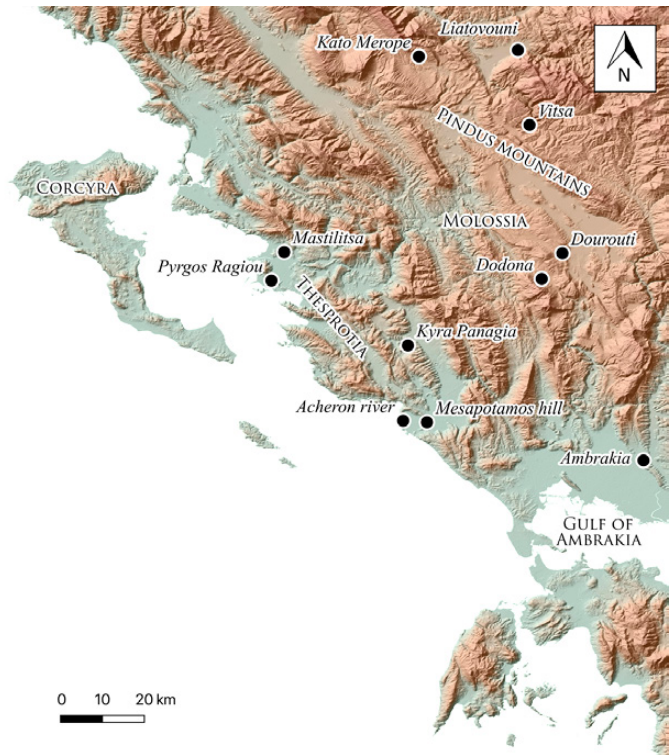 Liatovouni
Kato Merope
N
Vitsa
PINDUS MOUNTAINS
CORCYRA
MOLOSSIA
Mastilitsa
Dourouti
Pyrgos Ragiou
Dodona
THESPROTIA
Kyra Panagia
Acheron river
Mesapotamos hill
Ambrakia
GULF OF
AMBRAKIA
0 10 20 km